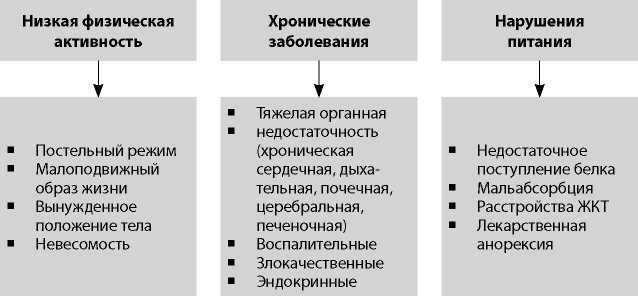 Низкая физическая
активность
Хронические
заболевания
Нарушения
питания
▪ Постельный режим
▪ Малоподвижный
образ жизни
▪ Вынужденное
положение тела
▪ Невесомость
▪ Тяжелая органная
▪ недостаточность
(хроническая
сердечная, дыха-
тельная, почечная,
церебральная,
печеночная)
▪ Воспалительные
▪ Злокачественные
▪ Эндокринные
▪ Недостаточное
поступление белка
▪ Мальабсорбция
▪ Расстройства ЖКТ
▪ Лекарственная
анорексия